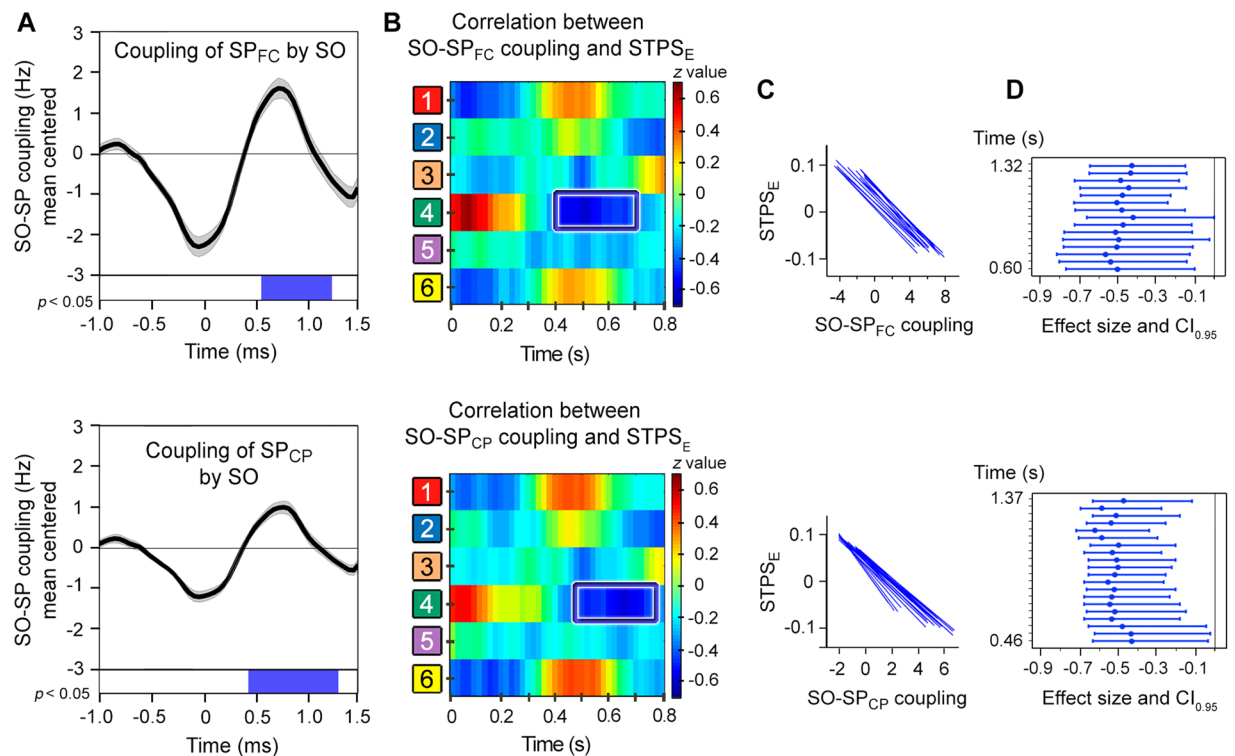 A
Coupling of SP_FC by SO
SO-SP coupling (Hz)
mean centered
3
2
1
0
-1
-2
-3
p < 0.05
-1.0 -0.5 0 0.5 1.0 1.5
Time (ms)
B
Correlation between
SO-SP_FC coupling and STPS_E
z value
1
2
3
4
5
6
0.6
0.4
0.2
0
-0.2
-0.4
-0.6
0 0.2 0.4 0.6 0.8
Time (s)
C
STPS_E
0.1
0
-0.1
-4 0 4 8
SO-SP_FC coupling
D
Time (s)
1.32
0.60
-0.9 -0.7 -0.5 -0.3 -0.1
Effect size and CI_0.95
Coupling of SP_CP
by SO
SO-SP coupling (Hz)
mean centered
3
2
1
0
-1
-2
-3
p < 0.05
-1.0 -0.5 0 0.5 1.0 1.5
Time (ms)
Correlation between
SO-SP_CP coupling and STPS_E
z value
1
2
3
4
5
6
0.6
0.4
0.2
0
-0.2
-0.4
-0.6
0 0.2 0.4 0.6 0.8
Time (s)
STPS_E
0.1
0
-0.1
-2 0 2 4 6
SO-SP_CP coupling
Time (s)
1.37
0.46
-0.9 -0.7 -0.5 -0.3 -0.1
Effect size and CI_0.95